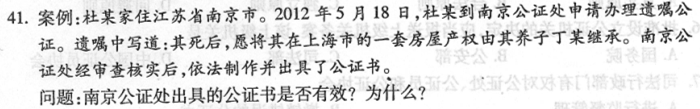 41. 案例:杜某家住江苏省南京市。2012年5月18日,杜某到南京公证处申请办理遗嘱公
证。遗嘱中写道:其死后,愿将其在上海市的一套房屋产权由其养子丁某继承。南京公
证处经审查核实后,依法制作并出具了公证书。
问题:南京公证处出具的公证书是否有效?为什么?